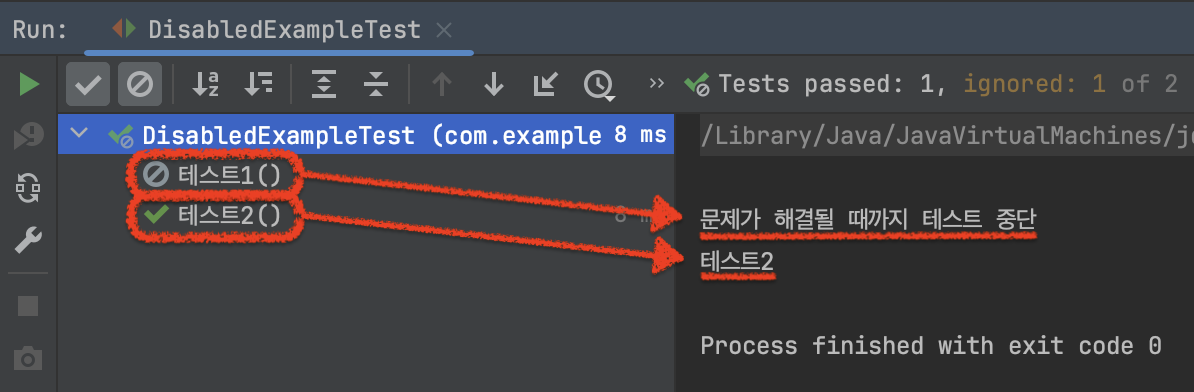 Run: DisabledExampleTest
Tests passed: 1, ignored: 1 of 2
DisabledExampleTest (com.example 8 ms
/Library/Java/JavaVirtualMachines/
테스트1()
테스트2() 8 m
문제가 해결될 때까지 테스트 중단
테스트2
Process finished with exit code 0